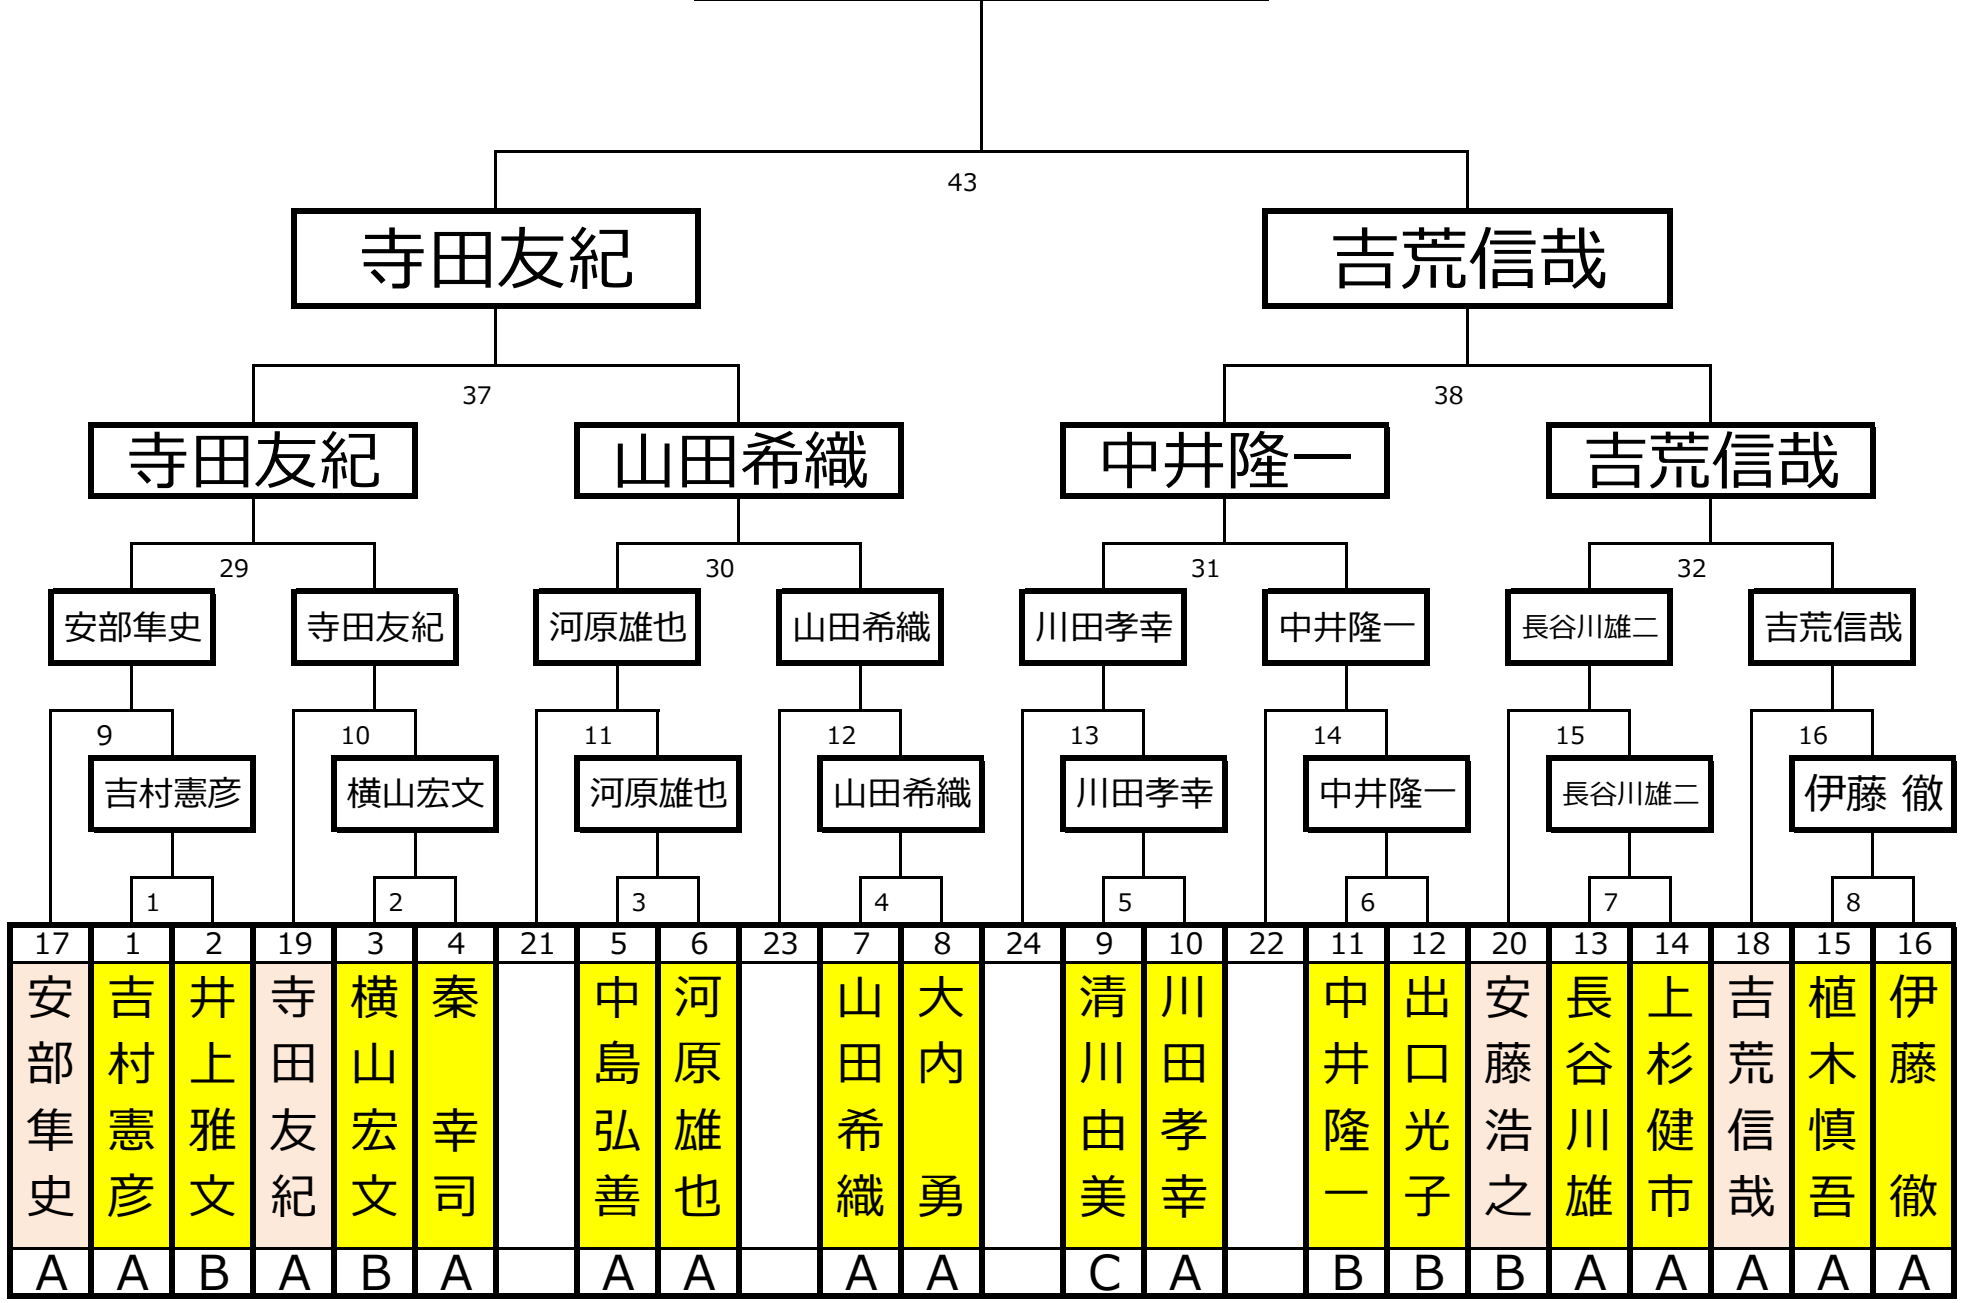 43
寺田友紀 吉荒信哉
37 38
寺田友紀 山田希織 中井隆一 吉荒信哉
29 30 31 32
安部隼史 寺田友紀 河原雄也 山田希織 川田孝幸 中井隆一 長谷川雄二 吉荒信哉
9 10 11 12 13 14 15 16
吉村憲彦 横山宏文 河原雄也 山田希織 川田孝幸 中井隆一 長谷川雄二 伊藤 徹
1 2 3 4 5 6 7 8
17 1 2 19 3 4 21 5 6 23 7 8 24 9 10 22 11 12 20 13 14 18 15 16
安部隼史
吉村憲彦
井上雅文
寺田友紀
横山宏文
秦 幸司
中島弘善
河原雄也
山田希織
大内 勇
清川由美
川田孝幸
中井隆一
出口光子
安藤浩之
長谷川雄
上杉健市
吉荒信哉
植木慎吾
伊藤 徹
A A B A B A A A A A C A B B B A A A A A